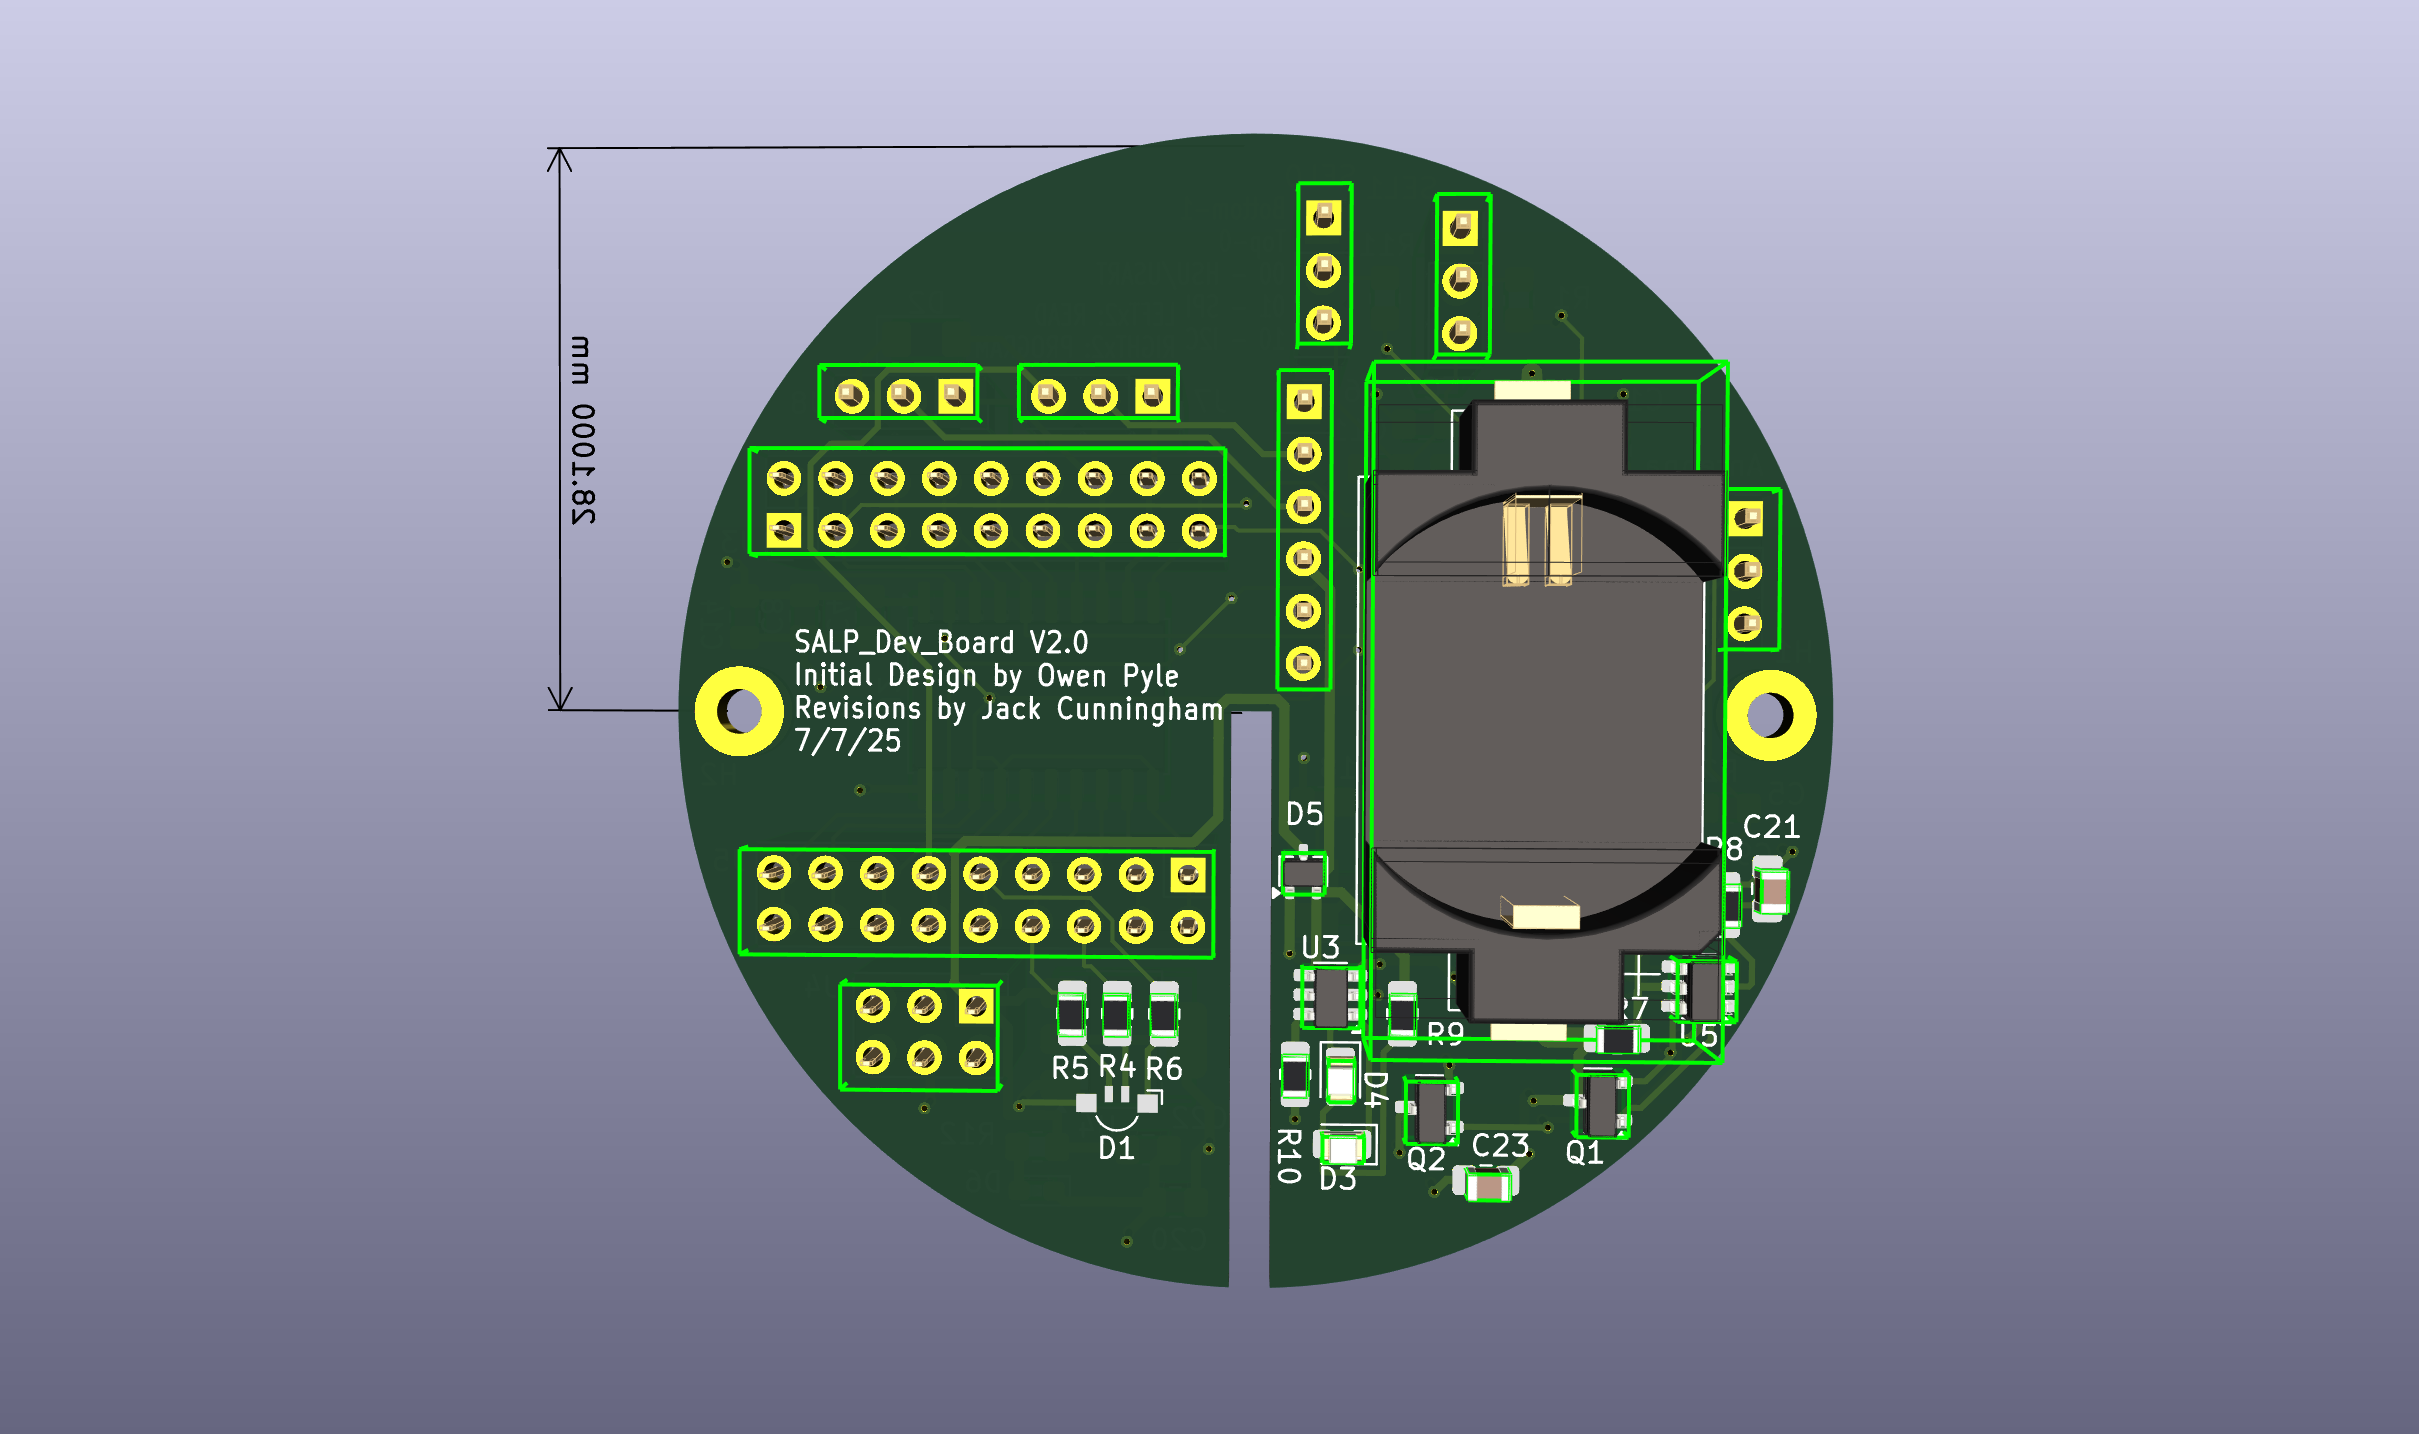 28.1000 mm
SALP_Dev_Board V2.0
Initial Design by Owen Pyle
Revisions by Jack Cunningham
7/7/25
D5
C21
R8
U3
R9
R7
U5
R5
R4
R6
D4
D1
R10
D3
Q2
C23
Q1